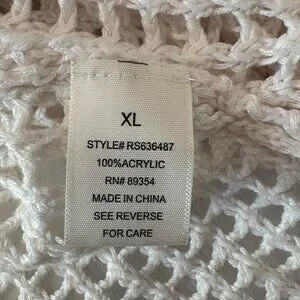 XL
STYLE# RS636487
100%ACRYLIC
RN# 89354
MADE IN CHINA
SEE REVERSE
FOR CARE